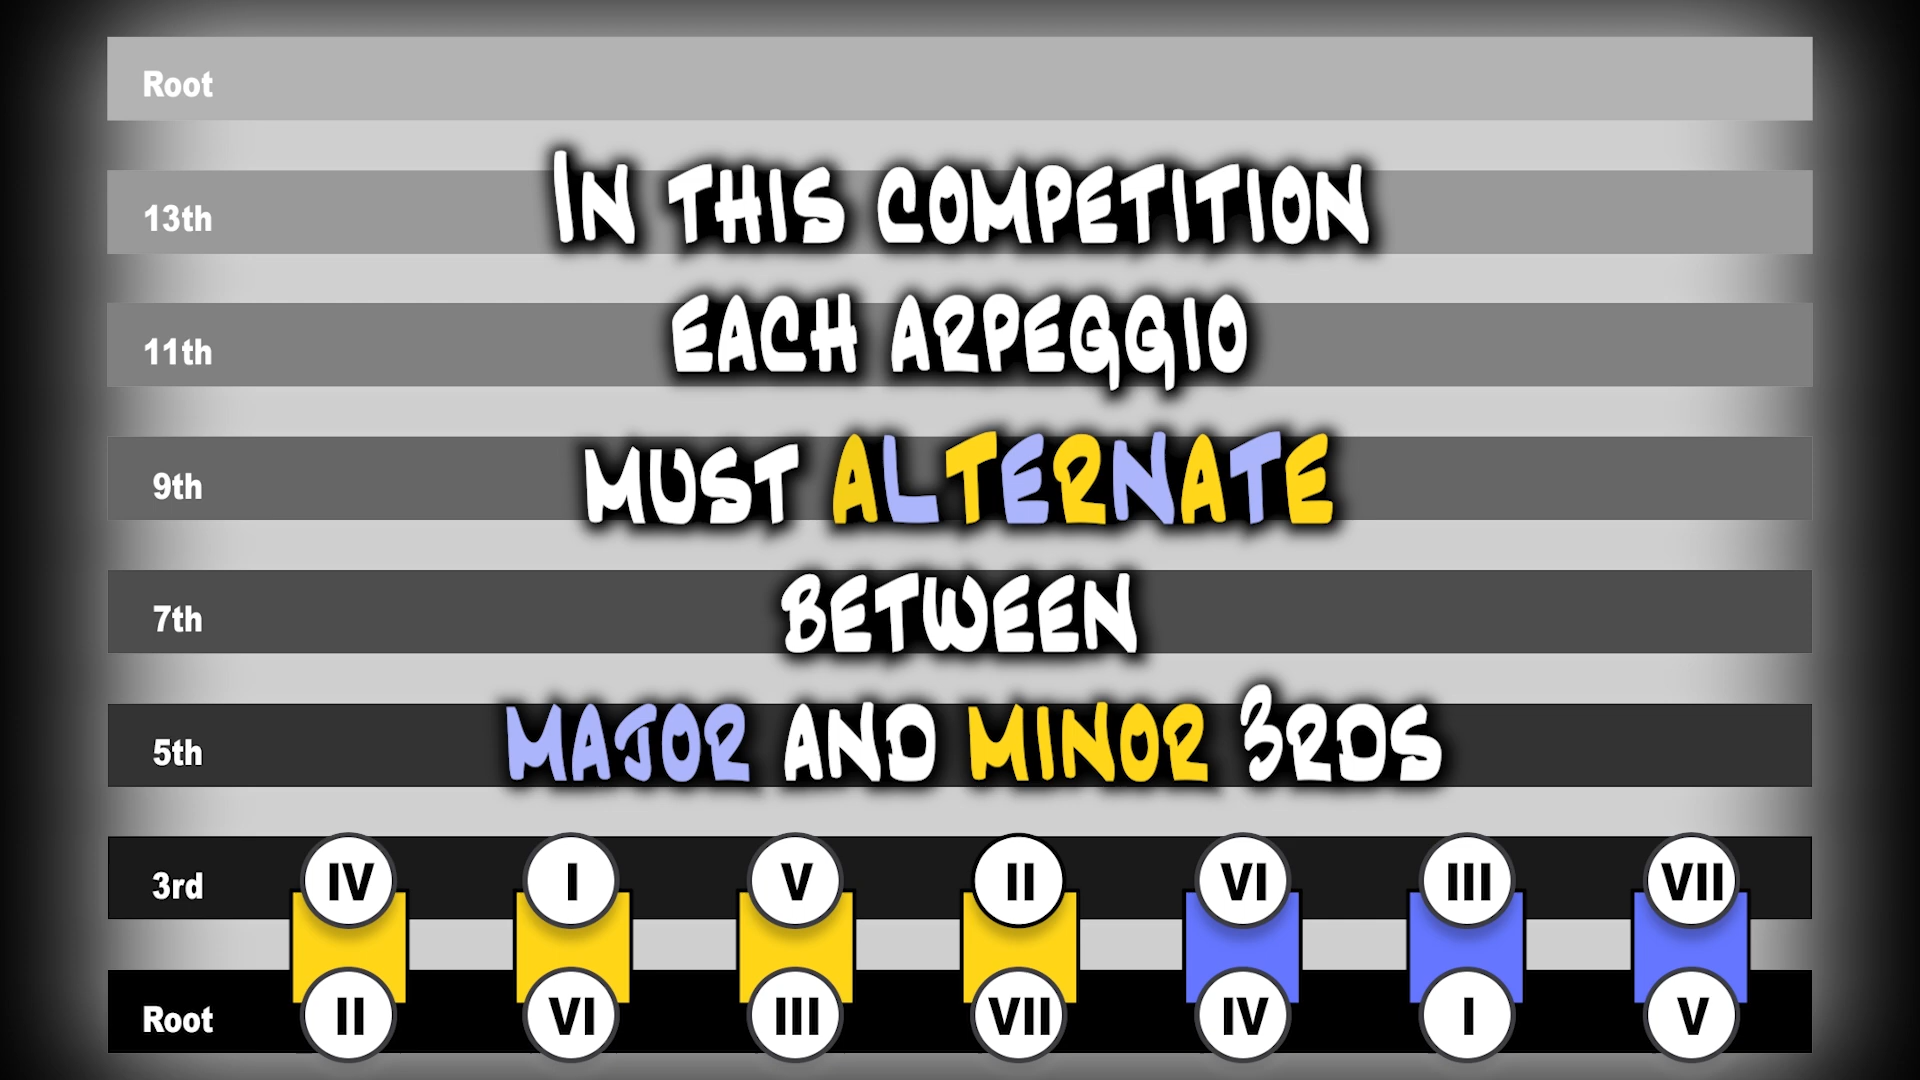 Root
13th
11th
9th
7th
5th
3rd
Root
In this competition
each arpeggio
must ALTERNATE
between
major and minor 3rds
IV I V II VI III VII
II VI III VII IV I V